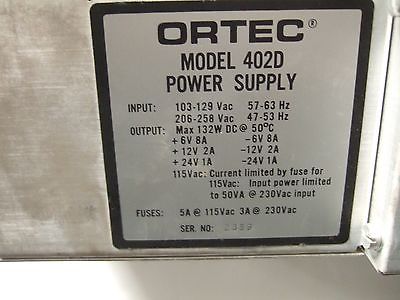 ORTEC®
MODEL 402D
POWER SUPPLY
INPUT: 103-129 Vac 57-63 Hz
206-258 Vac 47-53 Hz
OUTPUT: Max 132W DC@ 50°C
+6V 8A -6V 8A
+12V 2A -12V 2A
+24V 1A -24V 1A
115Vac: Current limited by fuse for
115Vac: Input power limited
to 50VA @ 230Vac input
FUSES: 5A @ 115Vac 3A @ 230Vac
SER. NO: